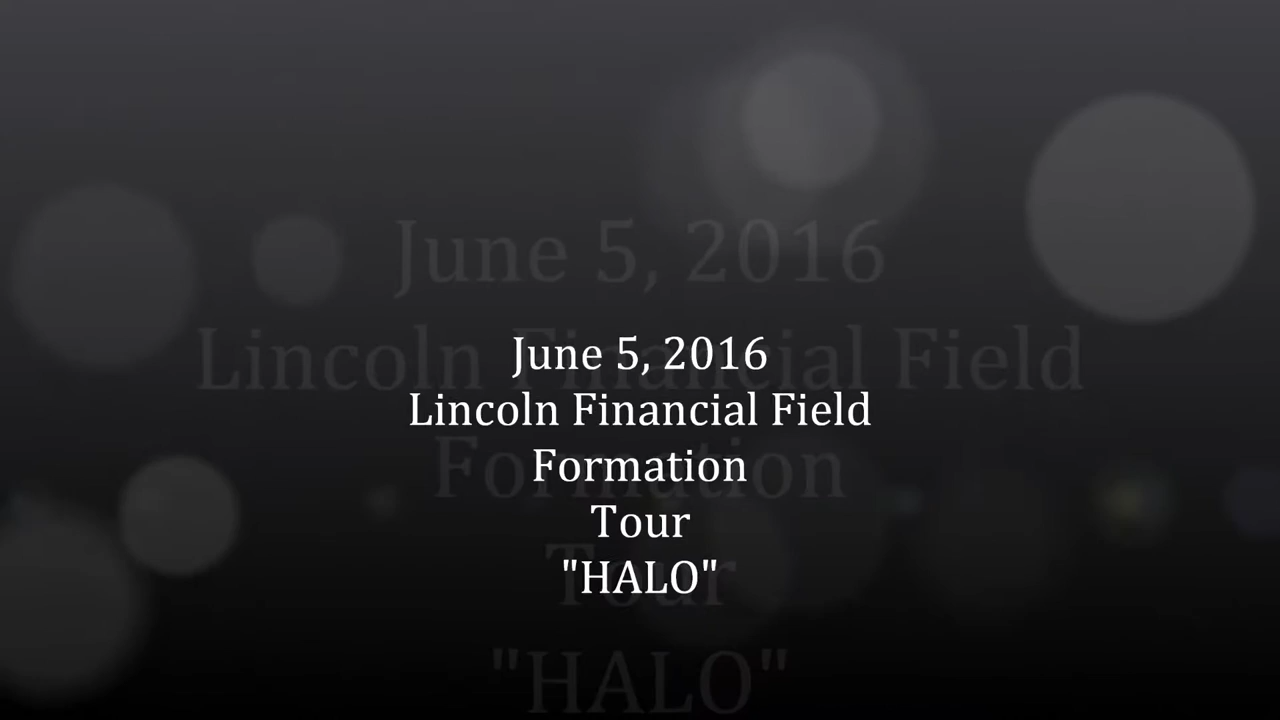 June 5, 2016
Lincoln Financial Field
Formation
Tour
"HALO"